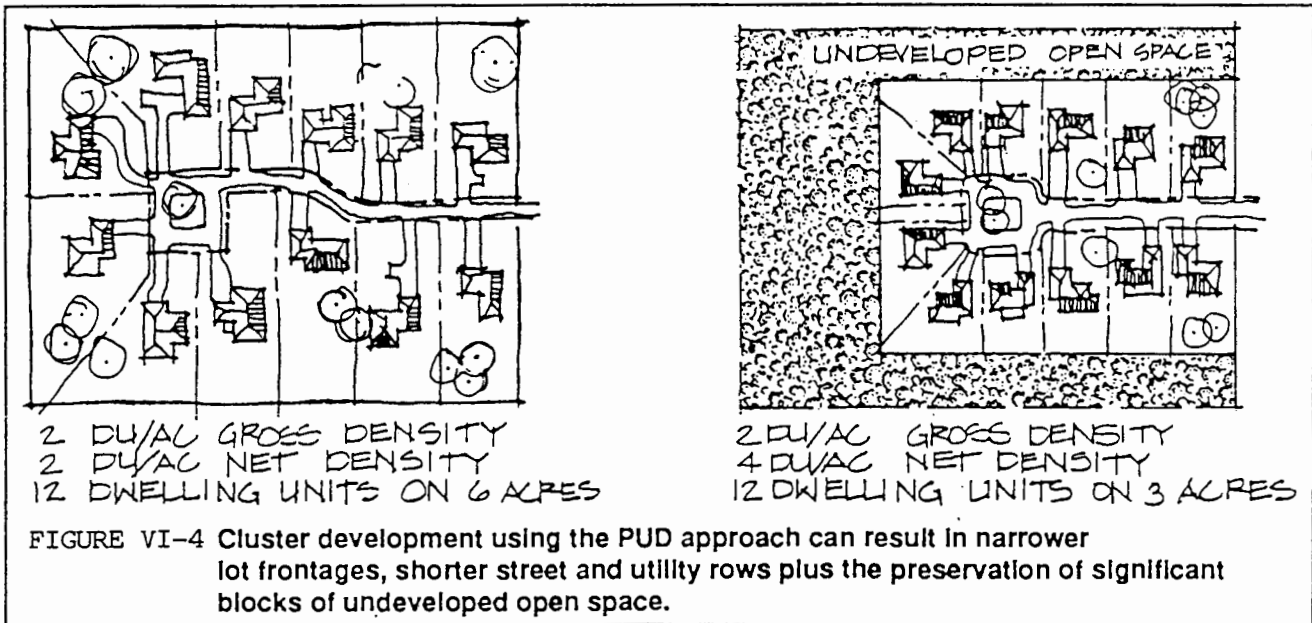 UNDEVELOPED OPEN SPACE
2 DU/AC GROSS DENSITY
2 DU/AC NET DENSITY
12 DWELLING UNITS ON 6 ACRES
2 DU/AC GROSS DENSITY
4 DU/AC NET DENSITY
12 DWELLING UNITS ON 3 ACRES
FIGURE VI-4 Cluster development using the PUD approach can result in narrower
lot frontages, shorter street and utility rows plus the preservation of significant
blocks of undeveloped open space.